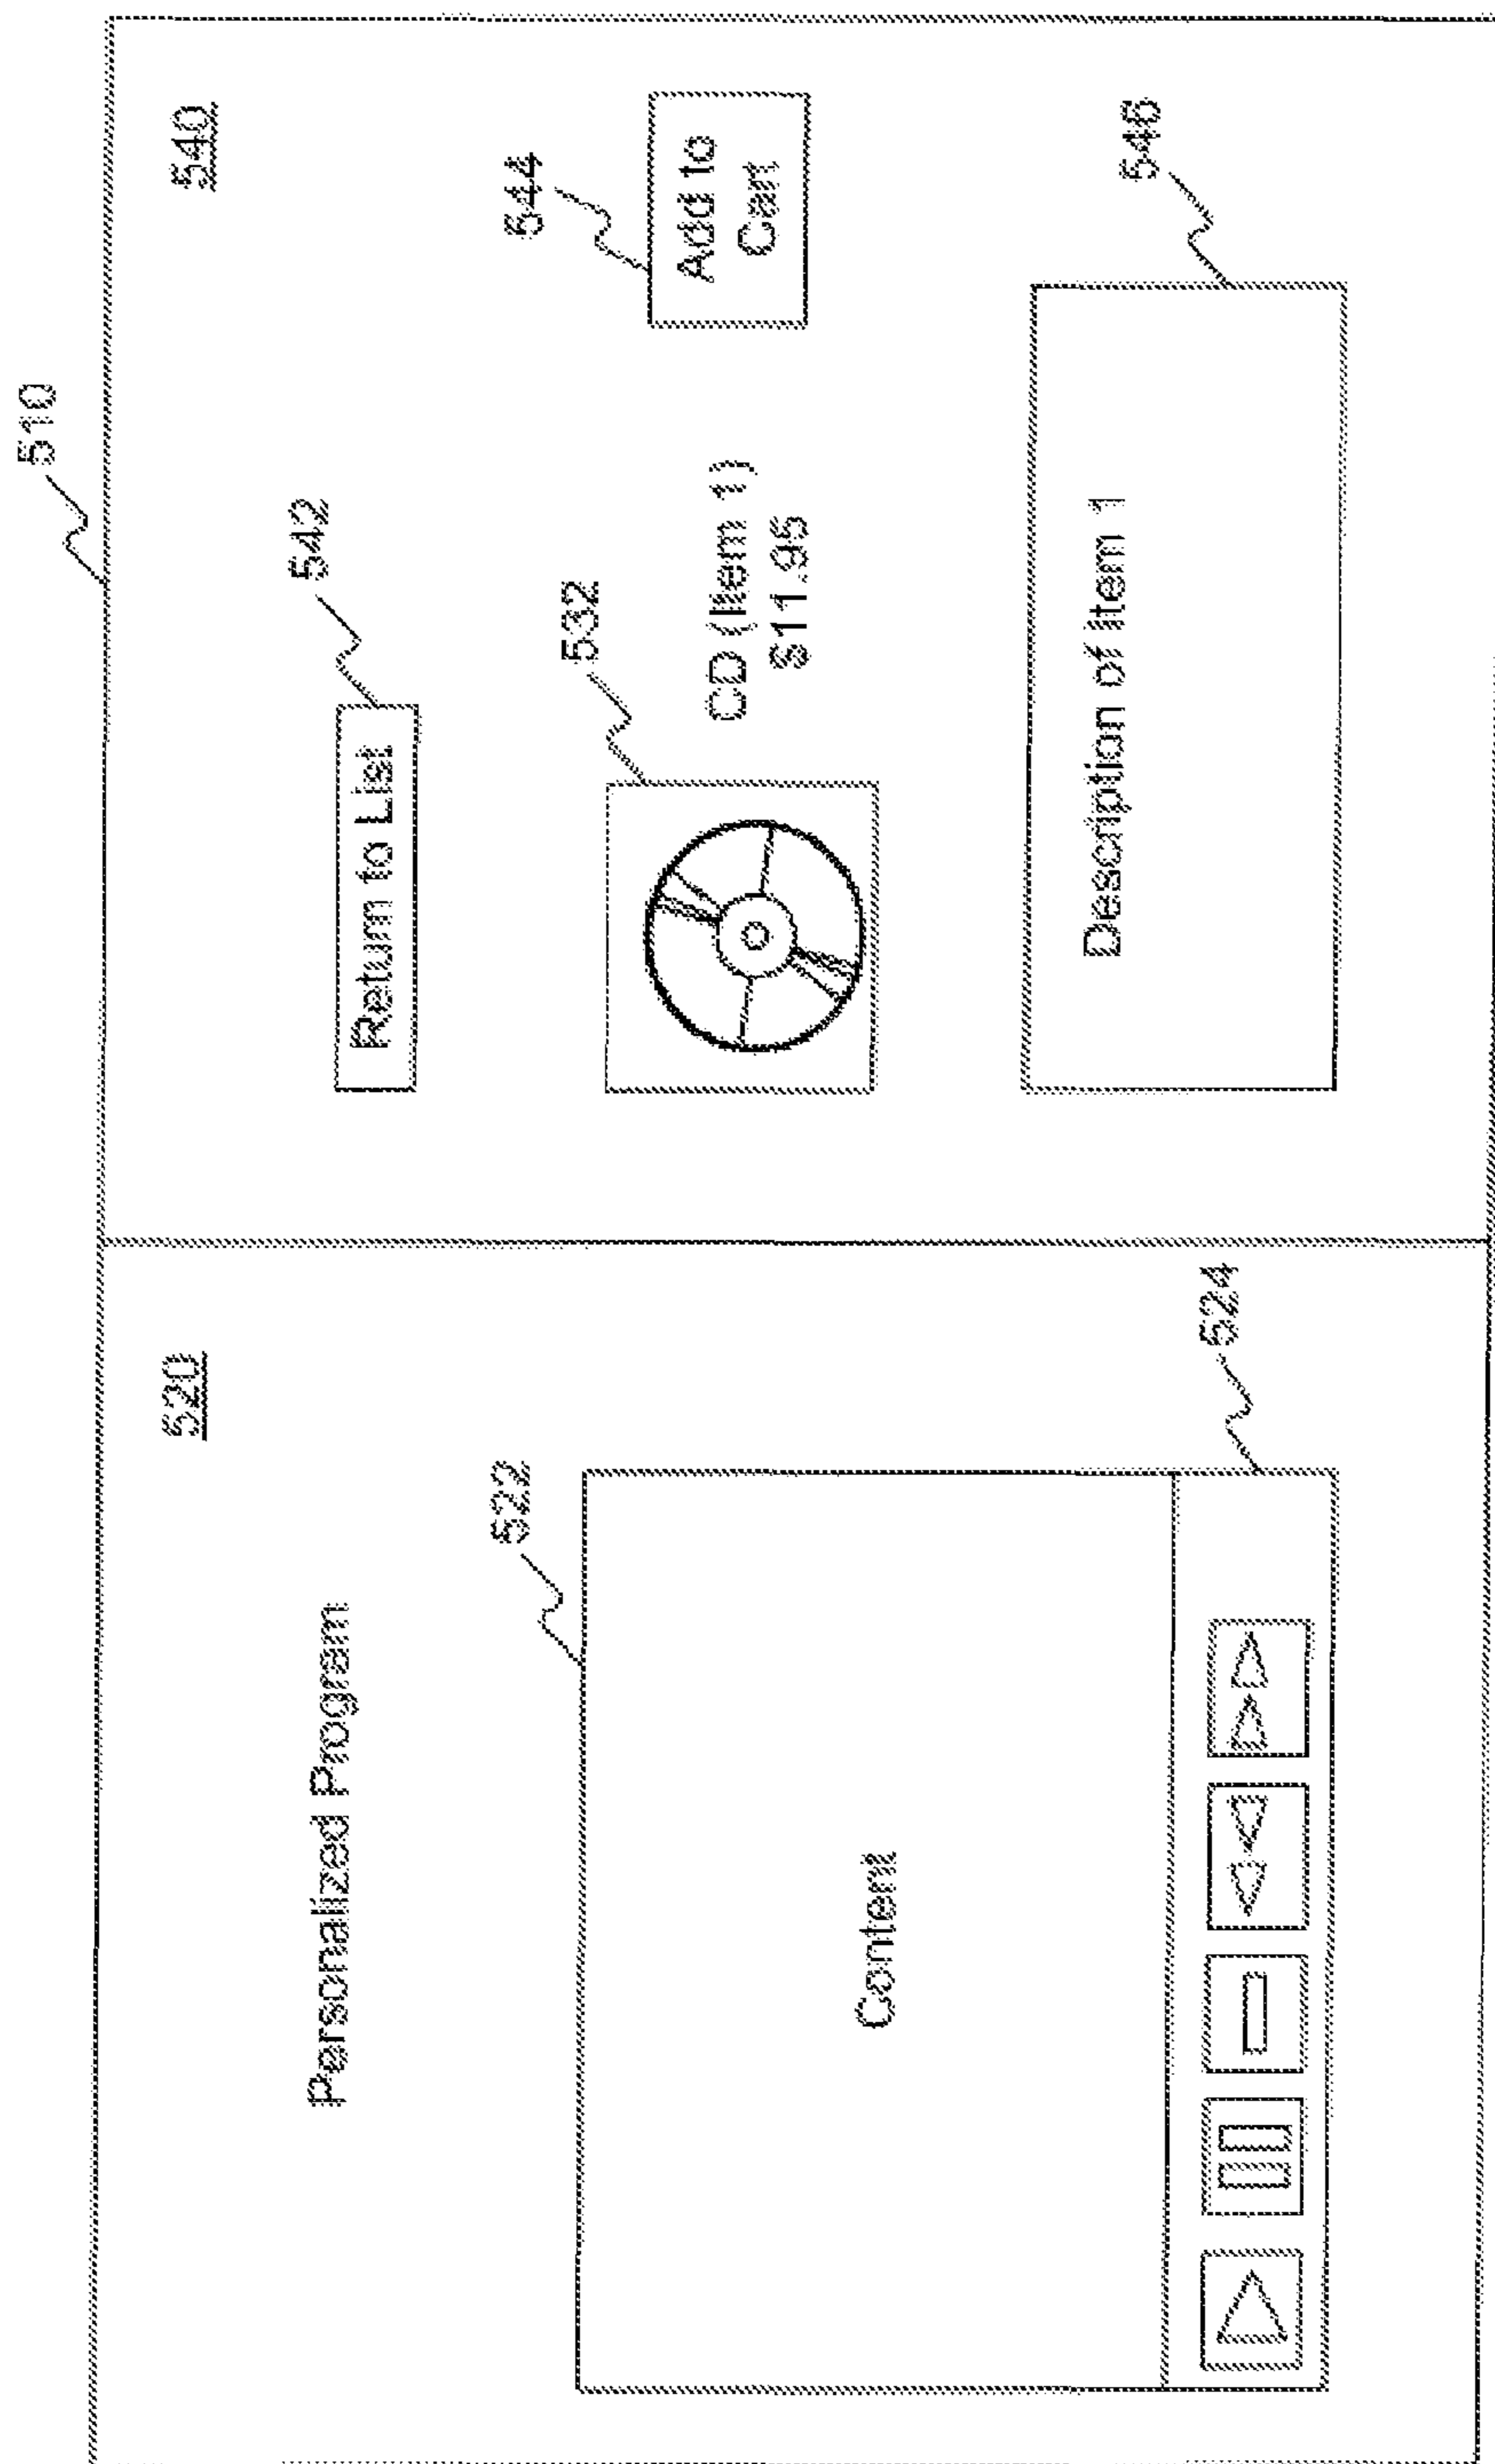 510
520
Personalized Program
522
Content
524
540
542
Return to List
532
CD (Item 1)
$11.95
544
Add to
Cart
546
Description of Item 1